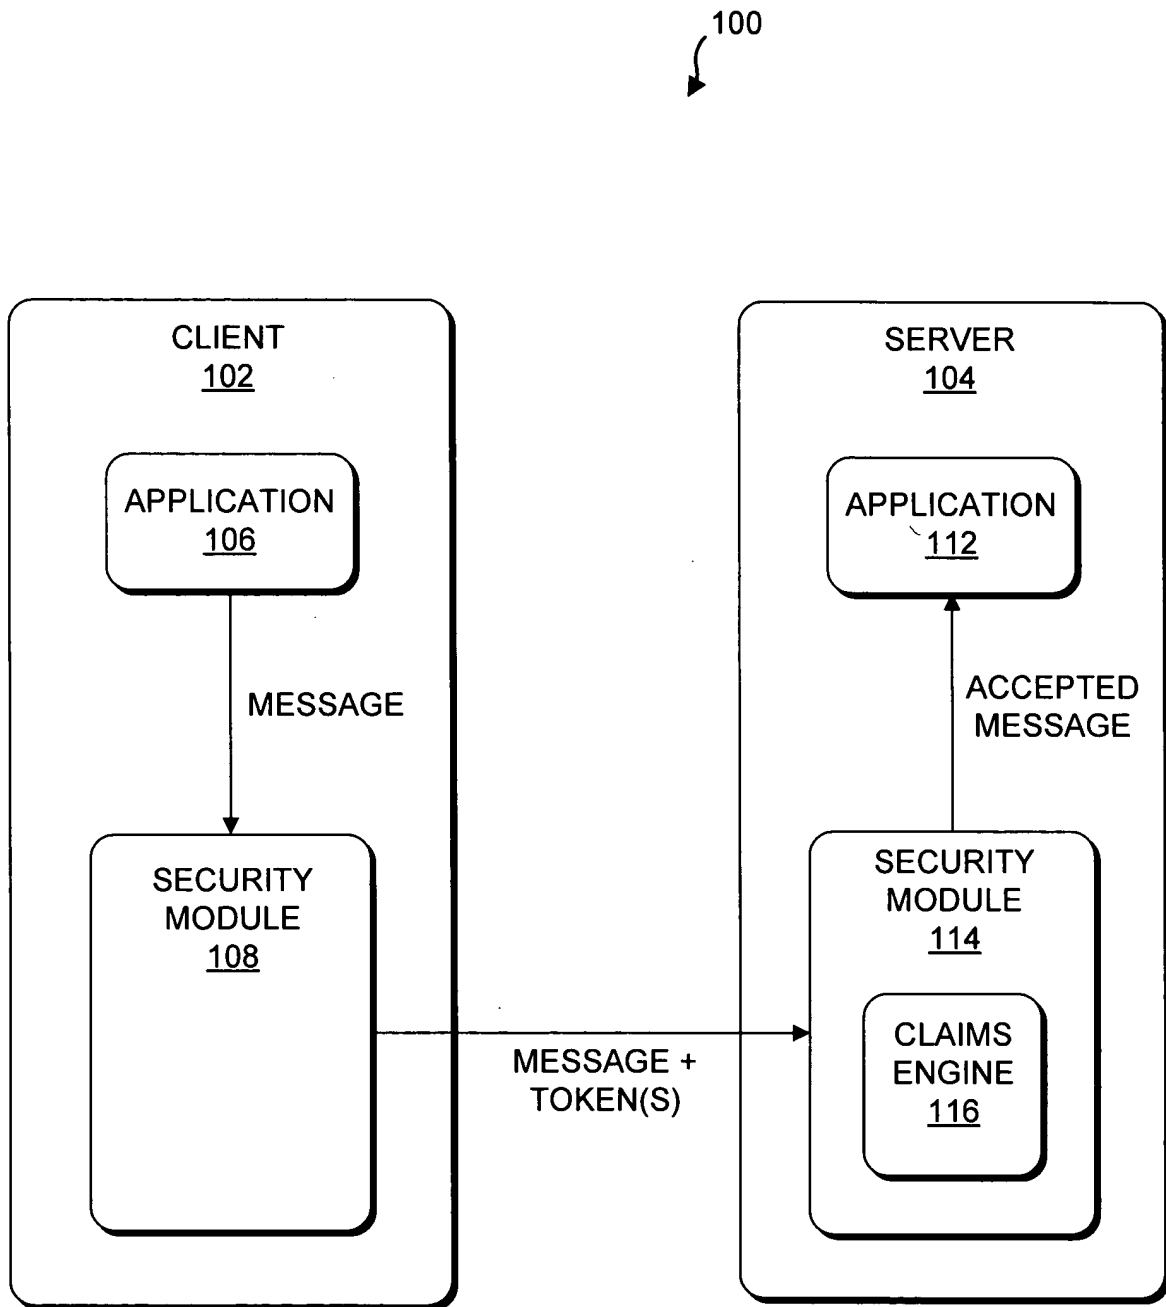 100
CLIENT
102
APPLICATION
106
MESSAGE
SECURITY
MODULE
108
MESSAGE +
TOKEN(S)
SERVER
104
APPLICATION
112
ACCEPTED
MESSAGE
SECURITY
MODULE
114
CLAIMS
ENGINE
116